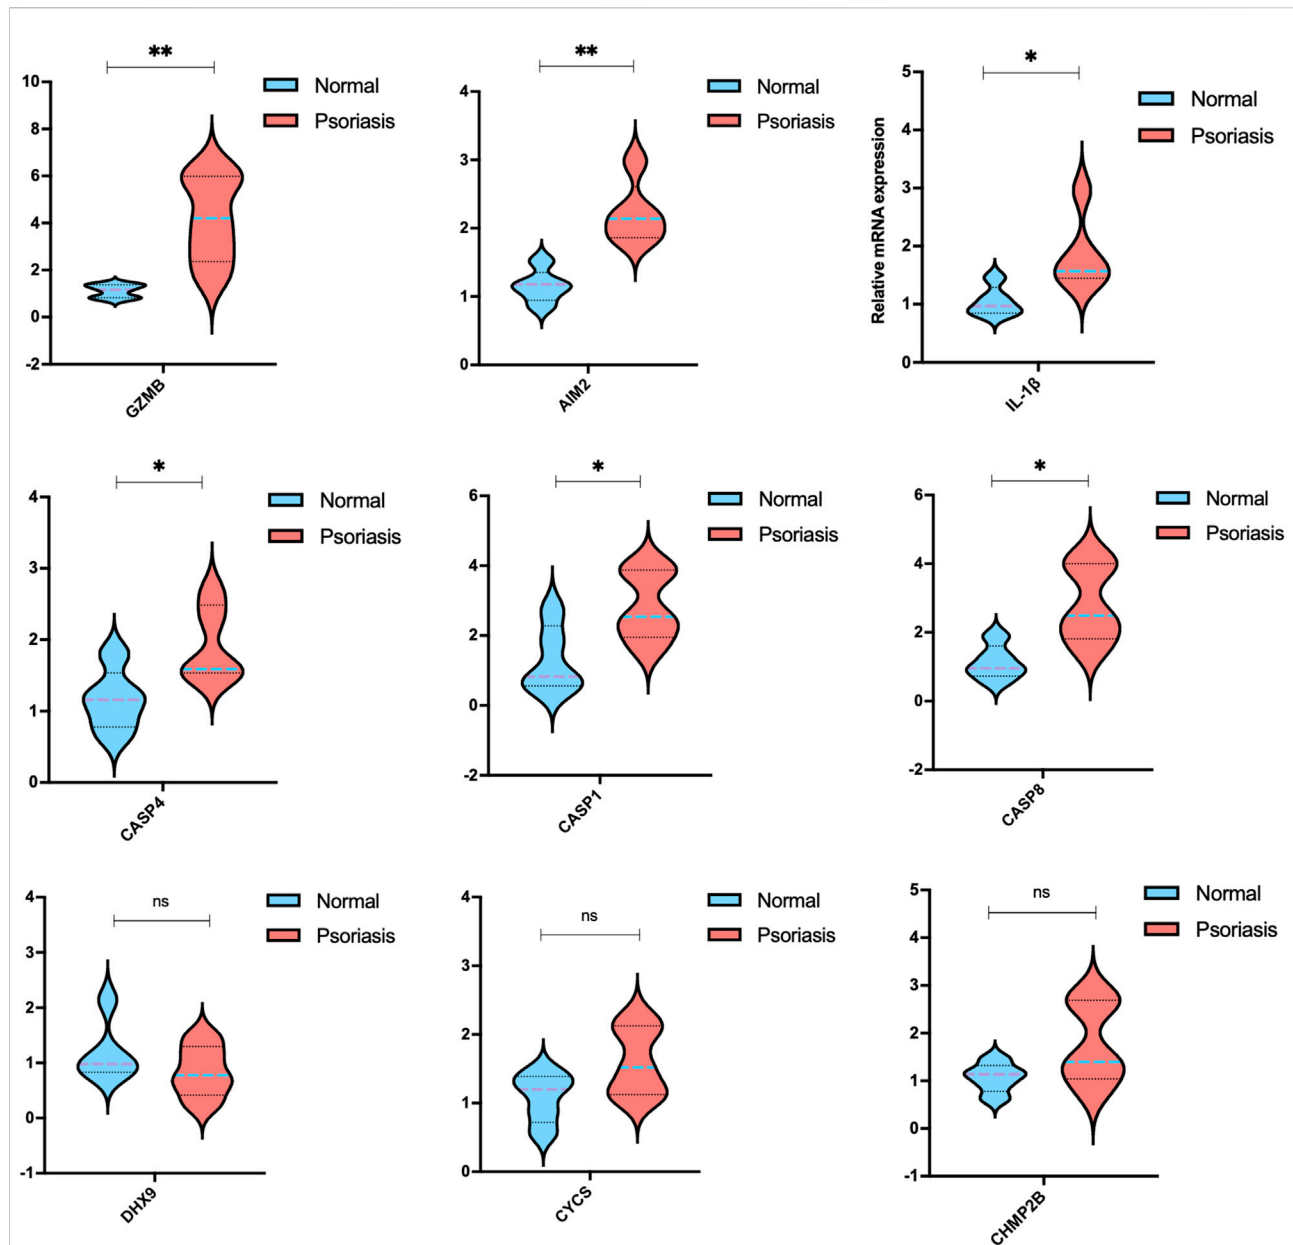 **
10
8
6
4
2
0
-2
Normal
Psoriasis
GZMB
**
4
3
2
1
0
Normal
Psoriasis
AIM2
*
Relative mRNA expression
5
4
3
2
1
0
Normal
Psoriasis
IL-1β
*
4
3
2
1
0
Normal
Psoriasis
CASP4
*
6
4
2
0
-2
Normal
Psoriasis
CASP1
*
6
4
2
0
-2
Normal
Psoriasis
CASP8
ns
4
3
2
1
0
-1
Normal
Psoriasis
DHX9
ns
4
3
2
1
0
Normal
Psoriasis
CYCS
ns
5
4
3
2
1
0
-1
Normal
Psoriasis
CHMP2B